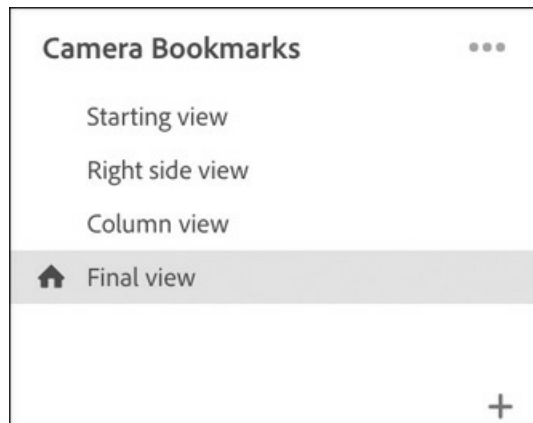 Camera Bookmarks
Starting view
Right side view
Column view
Final view